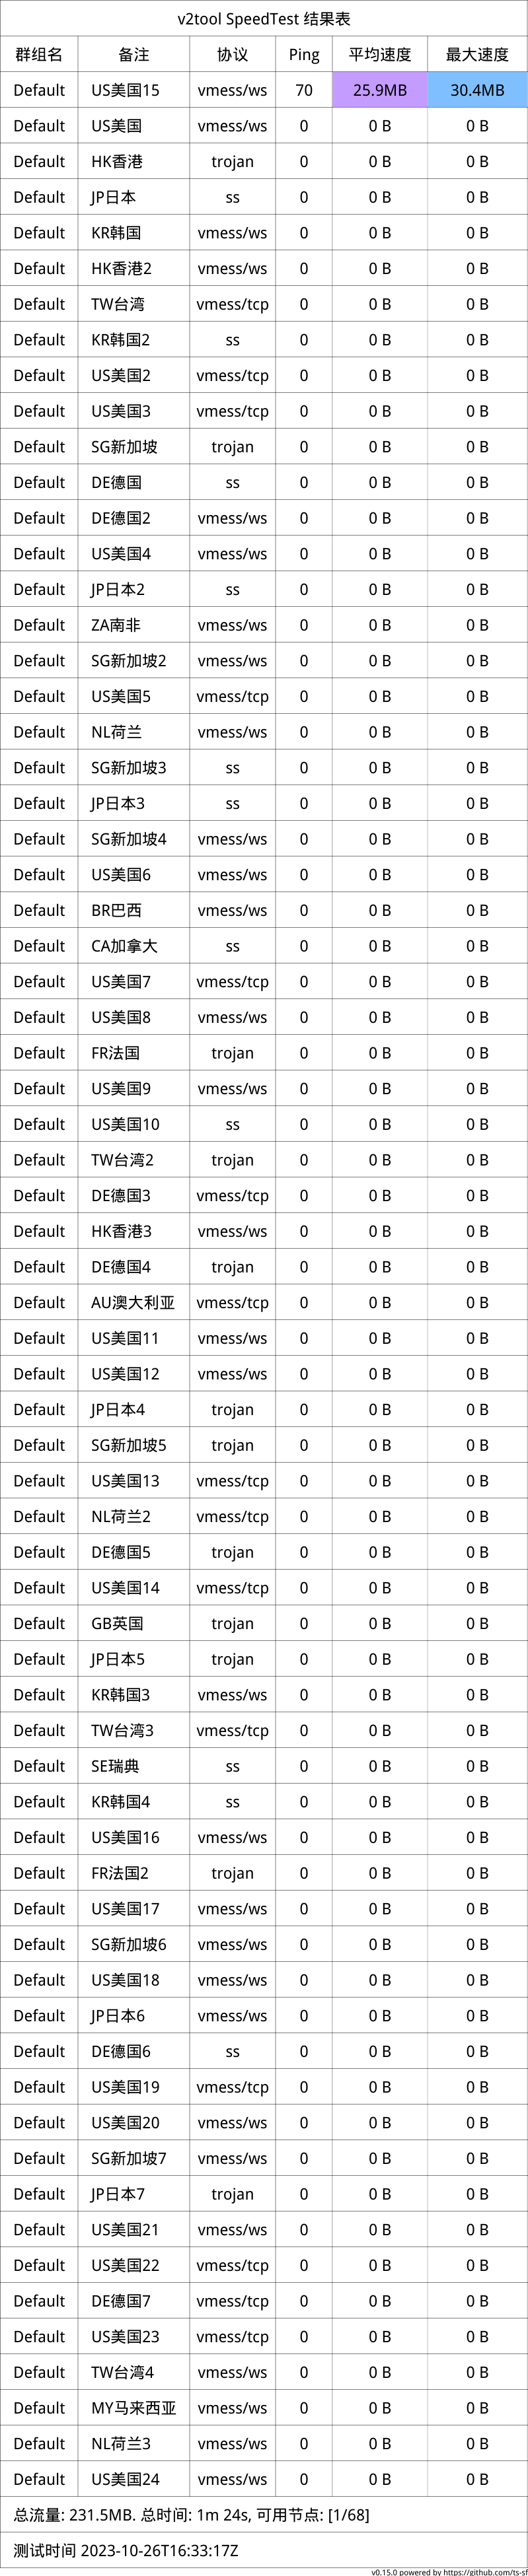 v2tool SpeedTest 结果表
群组名 备注 协议 Ping 平均速度 最大速度
Default US美国15 vmess/ws 70 25.9MB 30.4MB
Default US美国 vmess/ws 0 0 B 0 B
Default HK香港 trojan 0 0 B 0 B
Default JP日本 ss 0 0 B 0 B
Default KR韩国 vmess/ws 0 0 B 0 B
Default HK香港2 vmess/ws 0 0 B 0 B
Default TW台湾 vmess/tcp 0 0 B 0 B
Default KR韩国2 ss 0 0 B 0 B
Default US美国2 vmess/tcp 0 0 B 0 B
Default US美国3 vmess/tcp 0 0 B 0 B
Default SG新加坡 trojan 0 0 B 0 B
Default DE德国 ss 0 0 B 0 B
Default DE德国2 vmess/ws 0 0 B 0 B
Default US美国4 vmess/ws 0 0 B 0 B
Default JP日本2 ss 0 0 B 0 B
Default ZA南非 vmess/ws 0 0 B 0 B
Default SG新加坡2 vmess/ws 0 0 B 0 B
Default US美国5 vmess/tcp 0 0 B 0 B
Default NL荷兰 vmess/ws 0 0 B 0 B
Default SG新加坡3 ss 0 0 B 0 B
Default JP日本3 ss 0 0 B 0 B
Default SG新加坡4 vmess/ws 0 0 B 0 B
Default US美国6 vmess/ws 0 0 B 0 B
Default BR巴西 vmess/ws 0 0 B 0 B
Default CA加拿大 ss 0 0 B 0 B
Default US美国7 vmess/tcp 0 0 B 0 B
Default US美国8 vmess/ws 0 0 B 0 B
Default FR法国 trojan 0 0 B 0 B
Default US美国9 vmess/ws 0 0 B 0 B
Default US美国10 ss 0 0 B 0 B
Default TW台湾2 trojan 0 0 B 0 B
Default DE德国3 vmess/tcp 0 0 B 0 B
Default HK香港3 vmess/ws 0 0 B 0 B
Default DE德国4 trojan 0 0 B 0 B
Default AU澳大利亚 vmess/tcp 0 0 B 0 B
Default US美国11 vmess/ws 0 0 B 0 B
Default US美国12 vmess/ws 0 0 B 0 B
Default JP日本4 trojan 0 0 B 0 B
Default SG新加坡5 trojan 0 0 B 0 B
Default US美国13 vmess/tcp 0 0 B 0 B
Default NL荷兰2 vmess/tcp 0 0 B 0 B
Default DE德国5 trojan 0 0 B 0 B
Default US美国14 vmess/tcp 0 0 B 0 B
Default GB英国 trojan 0 0 B 0 B
Default JP日本5 trojan 0 0 B 0 B
Default KR韩国3 vmess/ws 0 0 B 0 B
Default TW台湾3 vmess/tcp 0 0 B 0 B
Default SE瑞典 ss 0 0 B 0 B
Default KR韩国4 ss 0 0 B 0 B
Default US美国16 vmess/ws 0 0 B 0 B
Default FR法国2 trojan 0 0 B 0 B
Default US美国17 vmess/ws 0 0 B 0 B
Default SG新加坡6 vmess/ws 0 0 B 0 B
Default US美国18 vmess/ws 0 0 B 0 B
Default JP日本6 vmess/ws 0 0 B 0 B
Default DE德国6 ss 0 0 B 0 B
Default US美国19 vmess/tcp 0 0 B 0 B
Default US美国20 vmess/ws 0 0 B 0 B
Default SG新加坡7 vmess/ws 0 0 B 0 B
Default JP日本7 trojan 0 0 B 0 B
Default US美国21 vmess/ws 0 0 B 0 B
Default US美国22 vmess/tcp 0 0 B 0 B
Default DE德国7 vmess/tcp 0 0 B 0 B
Default US美国23 vmess/tcp 0 0 B 0 B
Default TW台湾4 vmess/ws 0 0 B 0 B
Default MY马来西亚 vmess/ws 0 0 B 0 B
Default NL荷兰3 vmess/ws 0 0 B 0 B
Default US美国24 vmess/ws 0 0 B 0 B
总流量: 231.5MB. 总时间: 1m 24s, 可用节点: [1/68]
测试时间 2023-10-26T16:33:17Z
v0.15.0 powered by https://github.com/ts-sf